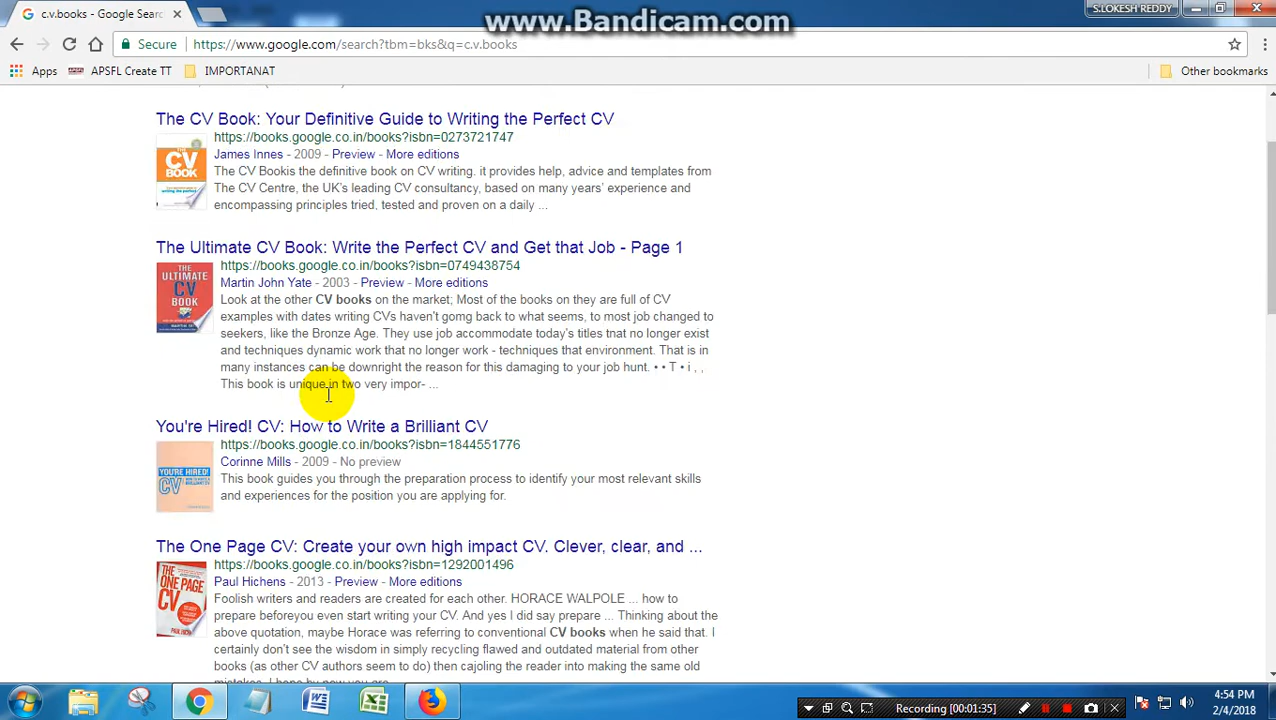 c.v.books - Google Searc
www.Bandicam.com
S.LOKESH REDDY
Secure
https://www.google.com/search?tbm=bks&q=c.v.books
Apps
APSFL Create TT
IMPORTANAT
Other bookmarks
The CV Book: Your Definitive Guide to Writing the Perfect CV
https://books.google.co.in/books?isbn=0273721747
James Innes - 2009 - Preview - More editions
The CV Bookis the definitive book on CV writing. it provides help, advice and templates from
The CV Centre, the UK's leading CV consultancy, based on many years' experience and
encompassing principles tried, tested and proven on a daily ...
THE
CV
BOOK
The Ultimate CV Book: Write the Perfect CV and Get that Job - Page 1
https://books.google.co.in/books?isbn=0749438754
Martin John Yate - 2003 - Preview - More editions
Look at the other CV books on the market; Most of the books on they are full of CV
examples with dates writing CVs haven't going back to what seems, to most job changed to
seekers, like the Bronze Age. They use job accommodate today's titles that no longer exist
and techniques dynamic work that no longer work - techniques that environment. That is in
many instances can be downright the reason for this damaging to your job hunt. • • T • i , ,
This book is unique in two very impor- ...
THE
ULTIMATE
CV
BOOK
You're Hired! CV: How to Write a Brilliant CV
https://books.google.co.in/books?isbn=1844551776
Corinne Mills - 2009 - No preview
This book guides you through the preparation process to identify your most relevant skills
and experiences for the position you are applying for.
YOU'RE
HIRED!
CV
The One Page CV: Create your own high impact CV. Clever, clear, and ...
https://books.google.co.in/books?isbn=1292001496
Paul Hichens - 2013 - Preview - More editions
Foolish writers and readers are created for each other. HORACE WALPOLE ... how to
prepare beforeyou even start writing your CV. And yes I did say prepare ... Thinking about the
above quotation, maybe Horace was referring to conventional CV books when he said that. I
certainly don't see the wisdom in simply recycling flawed and outdated material from other
books (as other CV authors seem to do) then cajoling the reader into making the same old
THE
ONE
PAGE
CV
Recording [00:01:35]
4:54 PM
2/4/2018